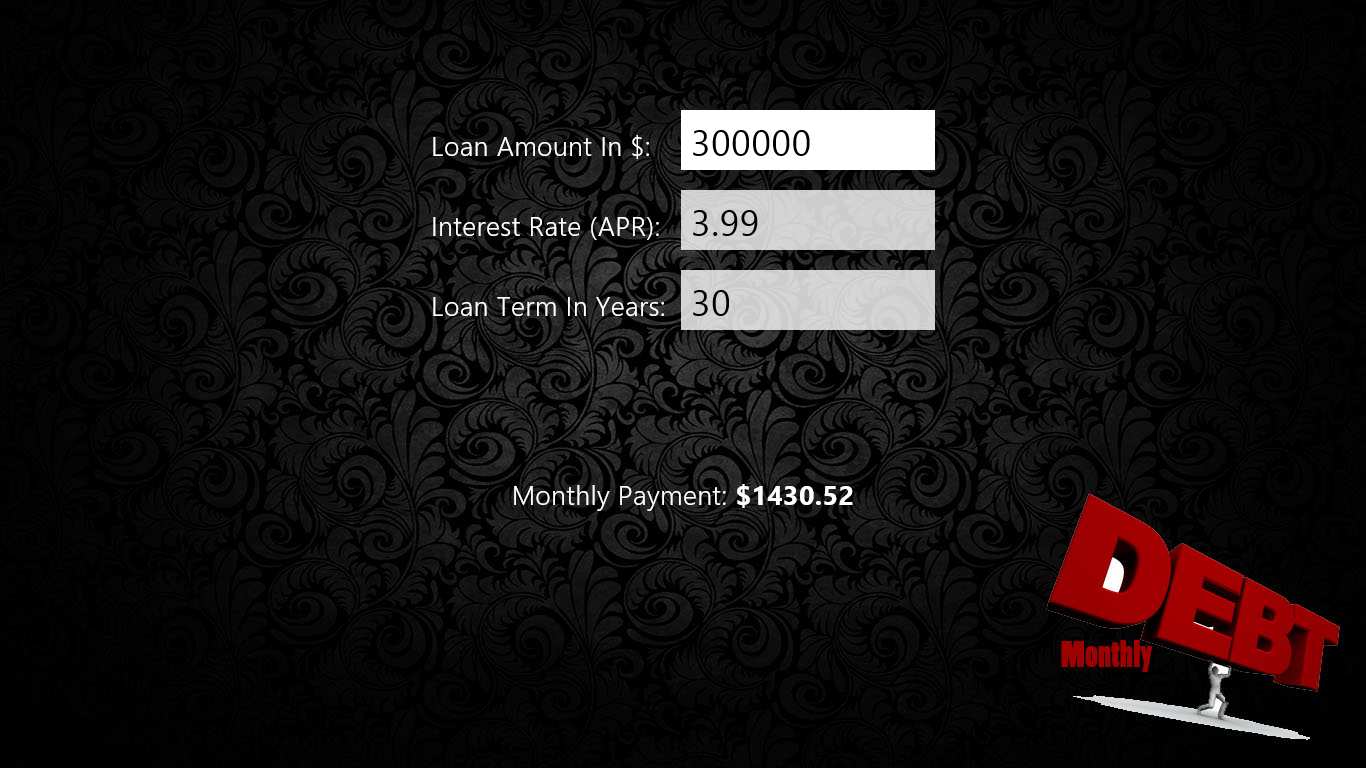 Loan Amount In $: 300000
Interest Rate (APR): 3.99
Loan Term In Years: 30
Monthly Payment: $1430.52
DEBT
Monthly